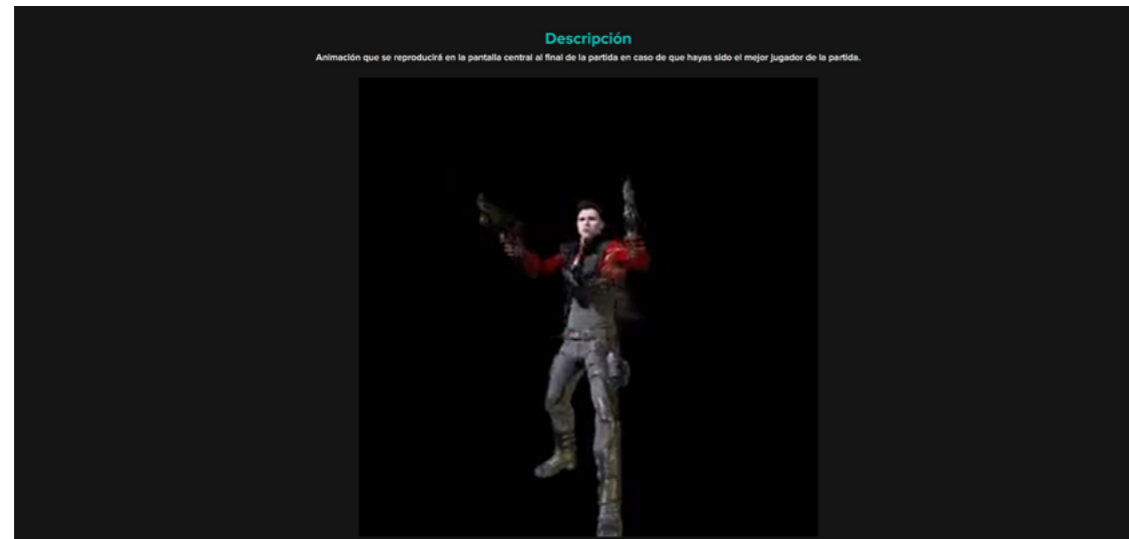 Descripción
Animación que se reproducirá en la pantalla central al final de la partida en caso de que hayas sido el mejor jugador de la partida.